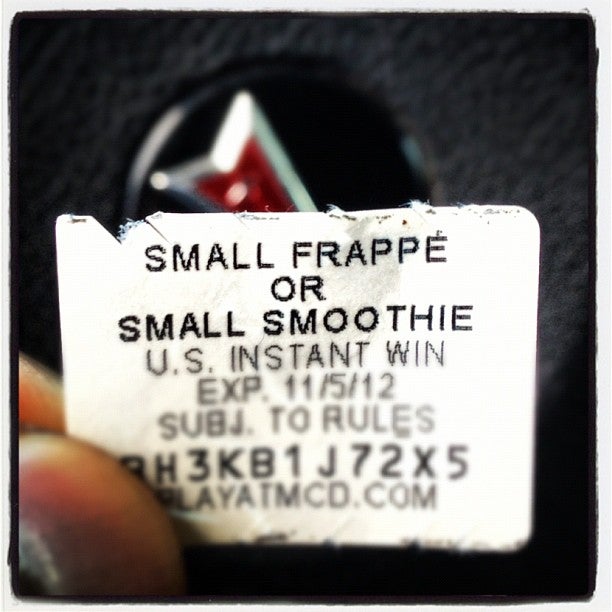 SMALL FRAPPÉ
OR
SMALL SMOOTHIE
U.S. INSTANT WIN
EXP. 11/5/12
SUBJ. TO RULES
H3KB1J72X5
PLAYATMCD.COM